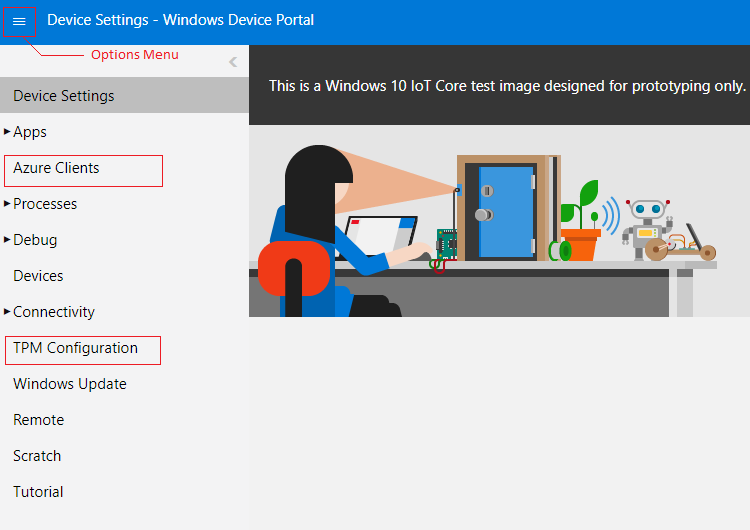 Device Settings - Windows Device Portal
Options Menu
Device Settings
Apps
Azure Clients
Processes
Debug
Devices
Connectivity
TPM Configuration
Windows Update
Remote
Scratch
Tutorial
This is a Windows 10 IoT Core test image designed for prototyping only.